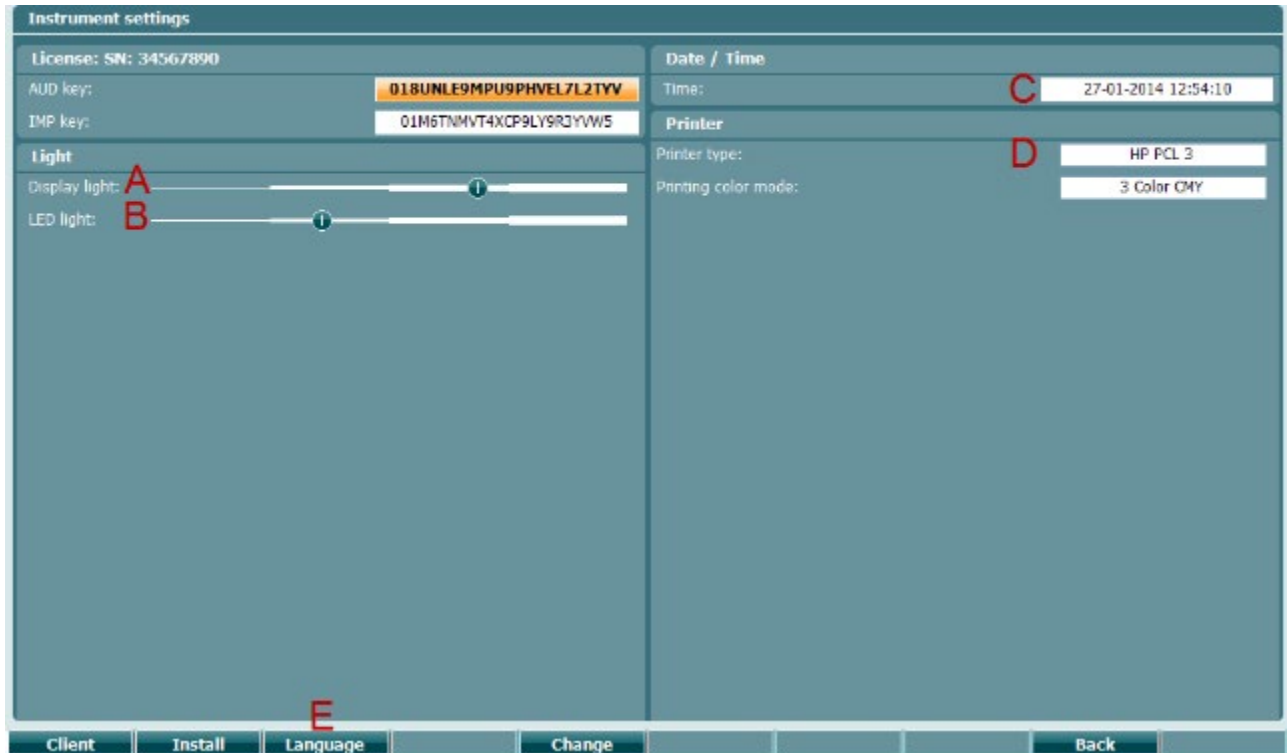 Instrument settings
License: SN: 34567890
AUD key: 018UNLE9MPU9PHVEL7L2TYV
IMP key: 01M6TNMVT4XCP9LY9R3YVW5
Light
Display light: A
LED light: B
Date / Time
Time: C 27-01-2014 12:54:10
Printer
Printer type: D HP PCL 3
Printing color mode: 3 Color CMY
E
Client Install Language Change Back